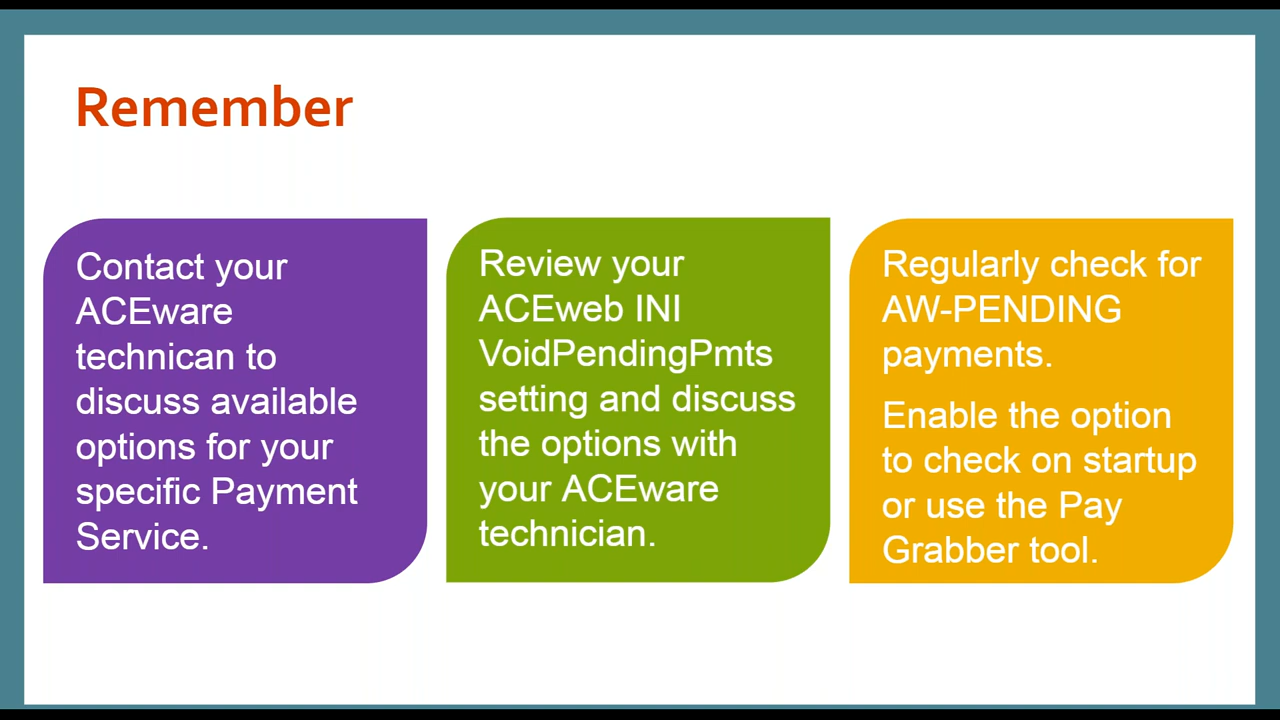 Remember
Contact your
ACEware
technican to
discuss available
options for your
specific Payment
Service.
Review your
ACEweb INI
VoidPendingPmts
setting and discuss
the options with
your ACEware
technician.
Regularly check for
AW-PENDING
payments.
Enable the option
to check on startup
or use the Pay
Grabber tool.